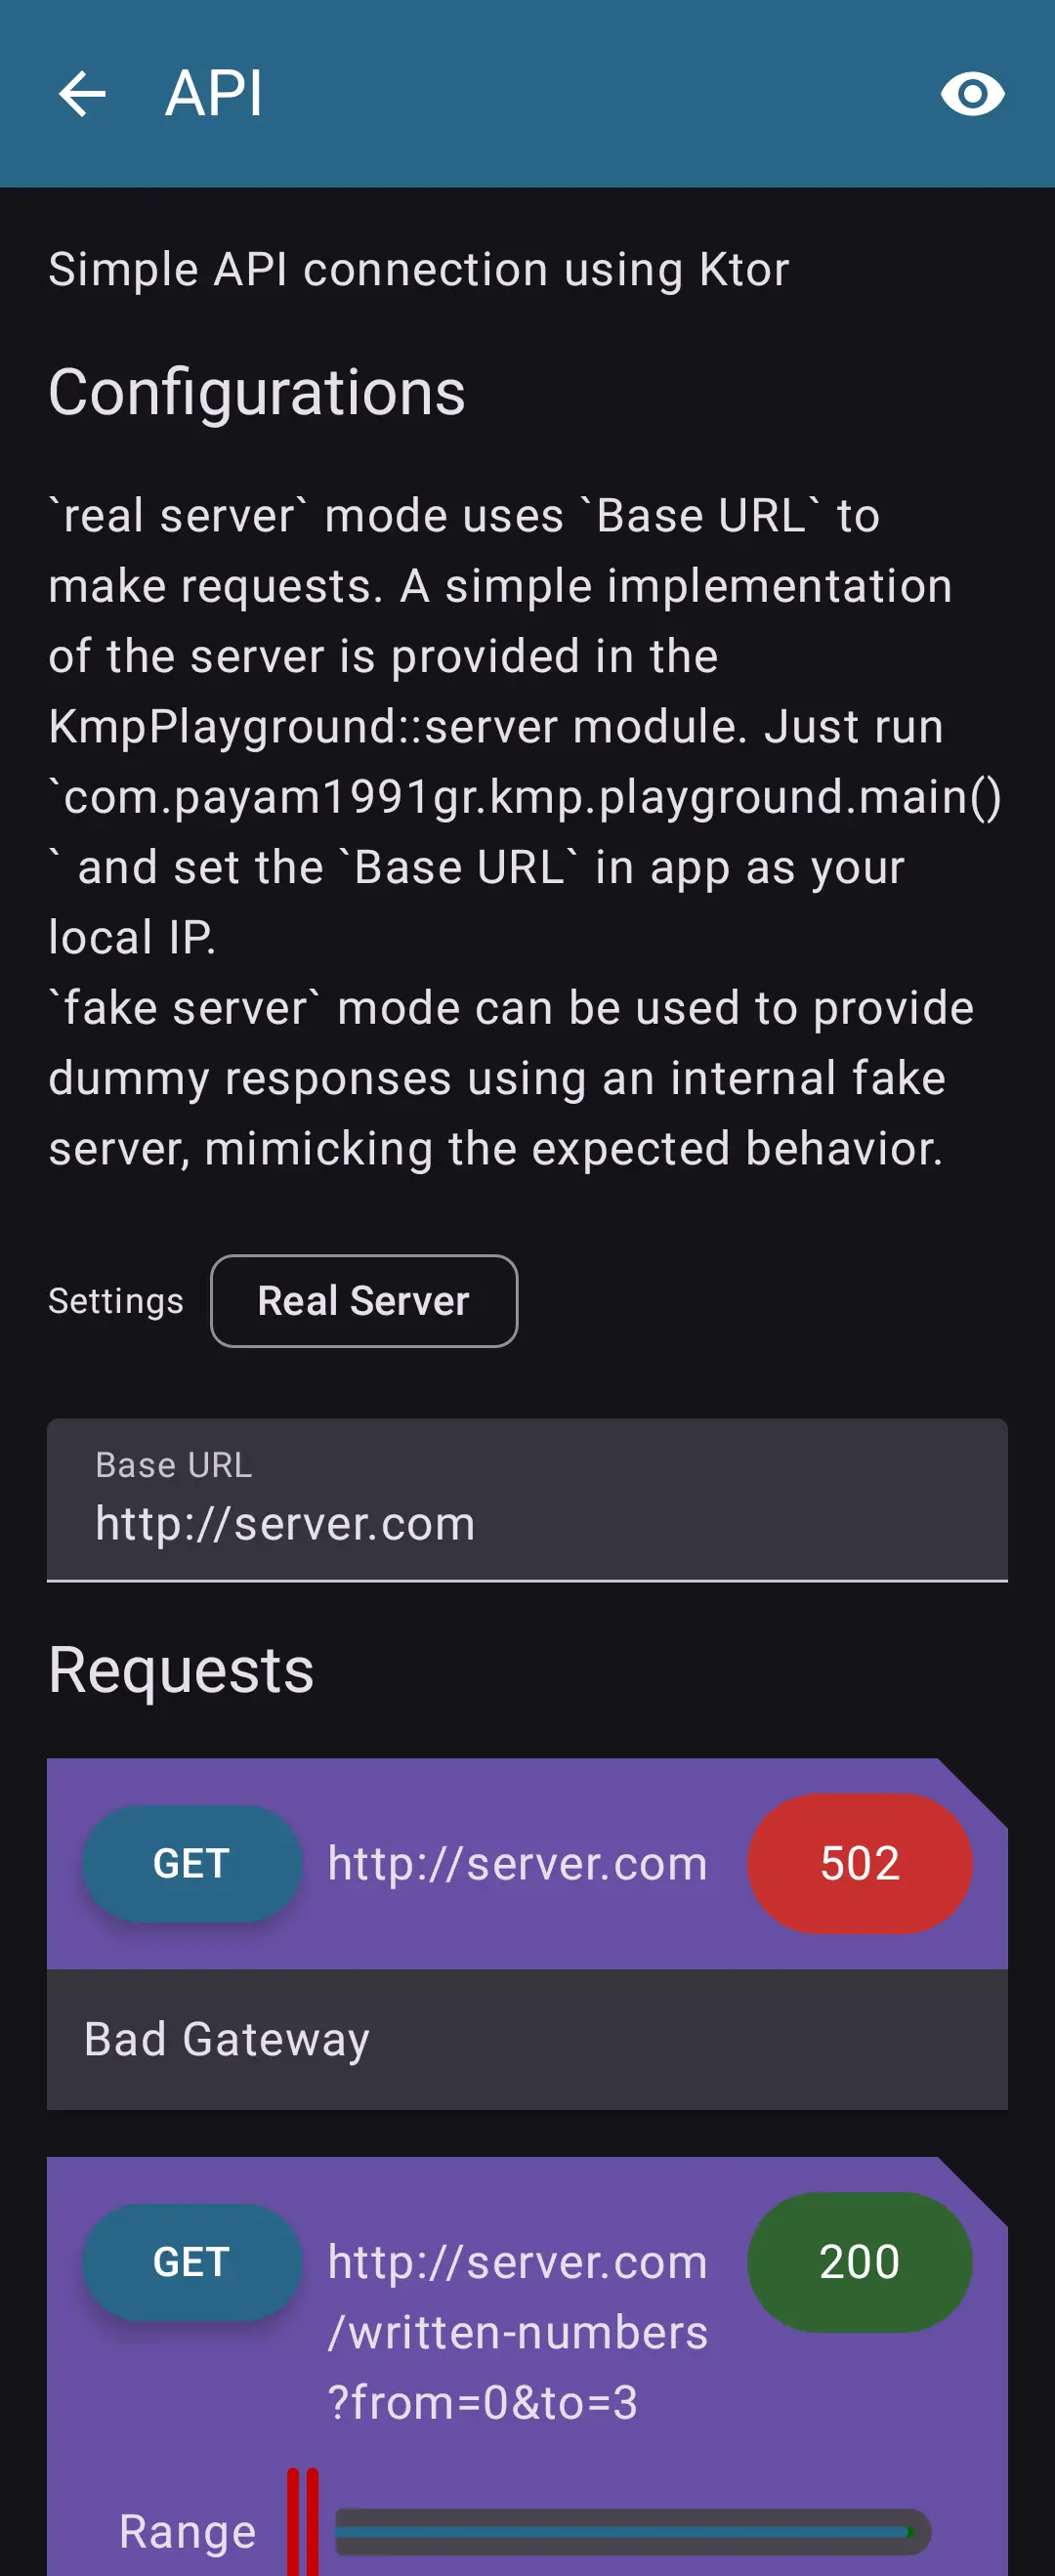 API
Simple API connection using Ktor
Configurations
`real server` mode uses `Base URL` to
make requests. A simple implementation
of the server is provided in the
KmpPlayground::server module. Just run
`com.payam1991gr.kmp.playground.main()
` and set the `Base URL` in app as your
local IP.
`fake server` mode can be used to provide
dummy responses using an internal fake
server, mimicking the expected behavior.
Settings Real Server
Base URL
http://server.com
Requests
GET http://server.com 502
Bad Gateway
GET http://server.com 200
/written-numbers
?from=0&to=3
Range